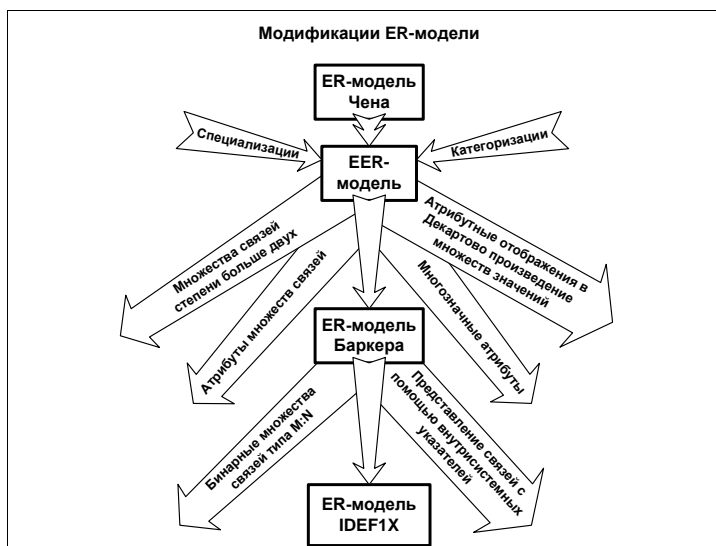 Модификации ER-модели
ER-модель
Чена
Специализации
Категоризации
EER-
модель
Множества связей
степени больше двух
Атрибуты множеств связей
Атрибутные отображения в
Декартово произведение
множеств значений
Многозначные атрибуты
ER-модель
Баркера
Бинарные множества
связей типа M:N
Представление связей с
помощью внутрисистемных
указателей
ER-модель
IDEF1X